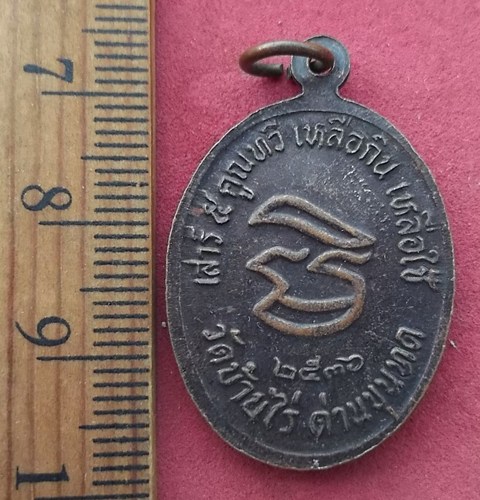 เสาร์ ๕ คูณทวี เหลือกิน เหลือใช้
๒๕๓๖
วัดบ้านไร่ ด่านขุนทด
7
8
9
1